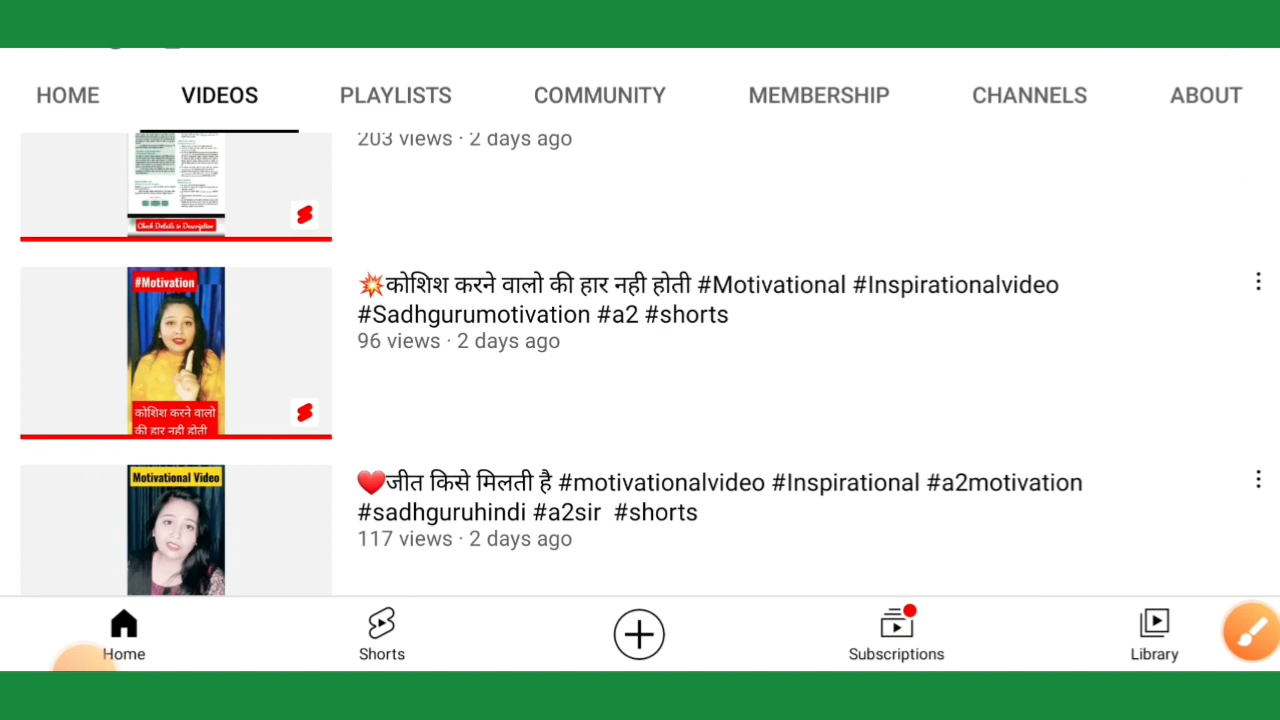 HOME VIDEOS PLAYLISTS COMMUNITY MEMBERSHIP CHANNELS ABOUT
203 views · 2 days ago
Check Details in Description
#Motivation
💥कोशिश करने वालो की हार नही होती #Motivational #Inspirationalvideo
#Sadhgurumotivation #a2 #shorts
96 views · 2 days ago
कोशिश करने वालो
की हार नही होती
Motivational Video
❤️जीत किसे मिलती है #motivationalvideo #Inspirational #a2motivation
#sadhguruhindi #a2sir #shorts
117 views · 2 days ago
Home Shorts Subscriptions Library